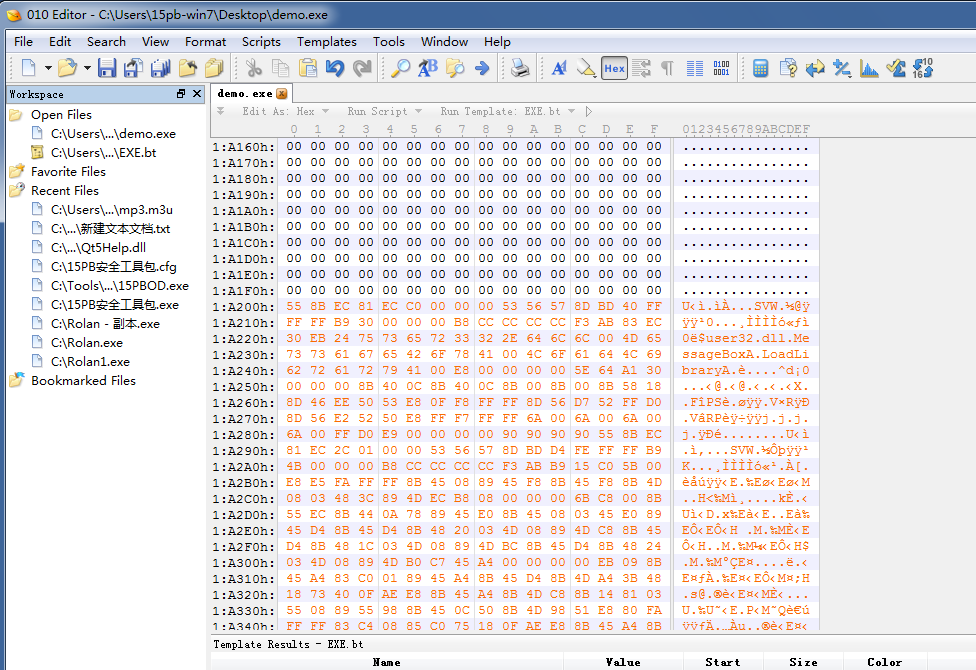 010 Editor - C:\Users\15pb-win7\Desktop\demo.exe
File Edit Search View Format Scripts Templates Tools Window Help
Workspace
Open Files
C:\Users\...\demo.exe
C:\Users\...\EXE.bt
Favorite Files
Recent Files
C:\Users\...\mp3.m3u
C:\...\新建文本文档.txt
C:\...\Qt5Help.dll
C:\15PB安全工具包.cfg
C:\Tools\...\15PBOD.exe
C:\15PB安全工具包.exe
C:\Rolan - 副本.exe
C:\Rolan.exe
C:\Rolan1.exe
Bookmarked Files
demo.exe
Edit As: Hex Run Script Run Template: EXE.bt
0 1 2 3 4 5 6 7 8 9 A B C D E F 0123456789ABCDEF
1:A160h: 00 00 00 00 00 00 00 00 00 00 00 00 00 00 00 00 ................
1:A170h: 00 00 00 00 00 00 00 00 00 00 00 00 00 00 00 00 ................
1:A180h: 00 00 00 00 00 00 00 00 00 00 00 00 00 00 00 00 ................
1:A190h: 00 00 00 00 00 00 00 00 00 00 00 00 00 00 00 00 ................
1:A1A0h: 00 00 00 00 00 00 00 00 00 00 00 00 00 00 00 00 ................
1:A1B0h: 00 00 00 00 00 00 00 00 00 00 00 00 00 00 00 00 ................
1:A1C0h: 00 00 00 00 00 00 00 00 00 00 00 00 00 00 00 00 ................
1:A1D0h: 00 00 00 00 00 00 00 00 00 00 00 00 00 00 00 00 ................
1:A1E0h: 00 00 00 00 00 00 00 00 00 00 00 00 00 00 00 00 ................
1:A1F0h: 00 00 00 00 00 00 00 00 00 00 00 00 00 00 00 00 ................
1:A200h: 55 8B EC 81 EC C0 00 00 00 53 56 57 8D BD 40 FF U‹ì.ìÀ...SVW.½@ÿ
1:A210h: FF FF B9 30 00 00 00 B8 CC CC CC CC F3 AB 83 EC ÿÿ¹0...¸ÌÌÌÌó«ƒì
1:A220h: 30 EB 24 75 73 65 72 33 32 2E 64 6C 6C 00 4D 65 0ë$user32.dll.Me
1:A230h: 73 73 61 67 65 42 6F 78 41 00 4C 6F 61 64 4C 69 ssageBoxA.LoadLi
1:A240h: 62 72 61 72 79 41 00 E8 00 00 00 00 5E 64 A1 30 braryA.è....^d¡0
1:A250h: 00 00 00 8B 40 0C 8B 40 0C 8B 00 8B 00 8B 58 18 ...‹@.‹@.‹.‹.‹X.
1:A260h: 8D 46 EE 50 53 E8 0F F8 FF FF 8D 56 D7 52 FF D0 .FîPSè.øÿÿ.V×RÿÐ
1:A270h: 8D 56 E2 52 50 E8 FF F7 FF FF 6A 00 6A 00 6A 00 .VâRPèÿ÷ÿÿj.j.j.
1:A280h: 6A 00 FF D0 E9 00 00 00 00 90 90 90 90 55 8B EC j.ÿÐé........U‹ì
1:A290h: 81 EC 2C 01 00 00 53 56 57 8D BD D4 FE FF FF B9 .ì,...SVW.½Ôþÿÿ¹
1:A2A0h: 4B 00 00 00 B8 CC CC CC CC F3 AB B9 15 C0 5B 00 K...¸ÌÌÌÌó«¹.À[.
1:A2B0h: E8 E5 FA FF FF 8B 45 08 89 45 F8 8B 45 F8 8B 4D èåúÿÿ‹E.‰Eø‹Eø‹M
1:A2C0h: 08 03 48 3C 89 4D EC B8 08 00 00 00 6B C8 00 8B ..H<‰Mì¸....kÈ.‹
1:A2D0h: 55 EC 8B 44 0A 78 89 45 E0 8B 45 08 03 45 E0 89 Uì‹D.x‰Eà‹E..Eà‰
1:A2E0h: 45 D4 8B 45 D4 8B 48 20 03 4D 08 89 4D C8 8B 45 EÔ‹EÔ‹H .M.‰MÈ‹E
1:A2F0h: D4 8B 48 1C 03 4D 08 89 4D BC 8B 45 D4 8B 48 24 Ô‹H..M.‰M¼‹EÔ‹H$
1:A300h: 03 4D 08 89 4D B0 C7 45 A4 00 00 00 00 EB 09 8B .M.‰M°ÇE¤....ë.‹
1:A310h: 45 A4 83 C0 01 89 45 A4 8B 45 D4 8B 4D A4 3B 48 E¤ƒÀ.‰E¤‹EÔ‹M¤;H
1:A320h: 18 73 40 0F AE E8 8B 45 A4 8B 4D C8 8B 14 81 03 .s@.®è‹E¤‹MÈ‹...
1:A330h: 55 08 89 55 98 8B 45 0C 50 8B 4D 98 51 E8 80 FA U.‰U˜‹E.P‹M˜Qè€ú
1:A340h: FF FF 83 C4 08 85 C0 75 18 0F AE E8 8B 45 A4 8B ÿÿƒÄ.…Àu..®è‹E¤‹
Template Results - EXE.bt
Name Value Start Size Color